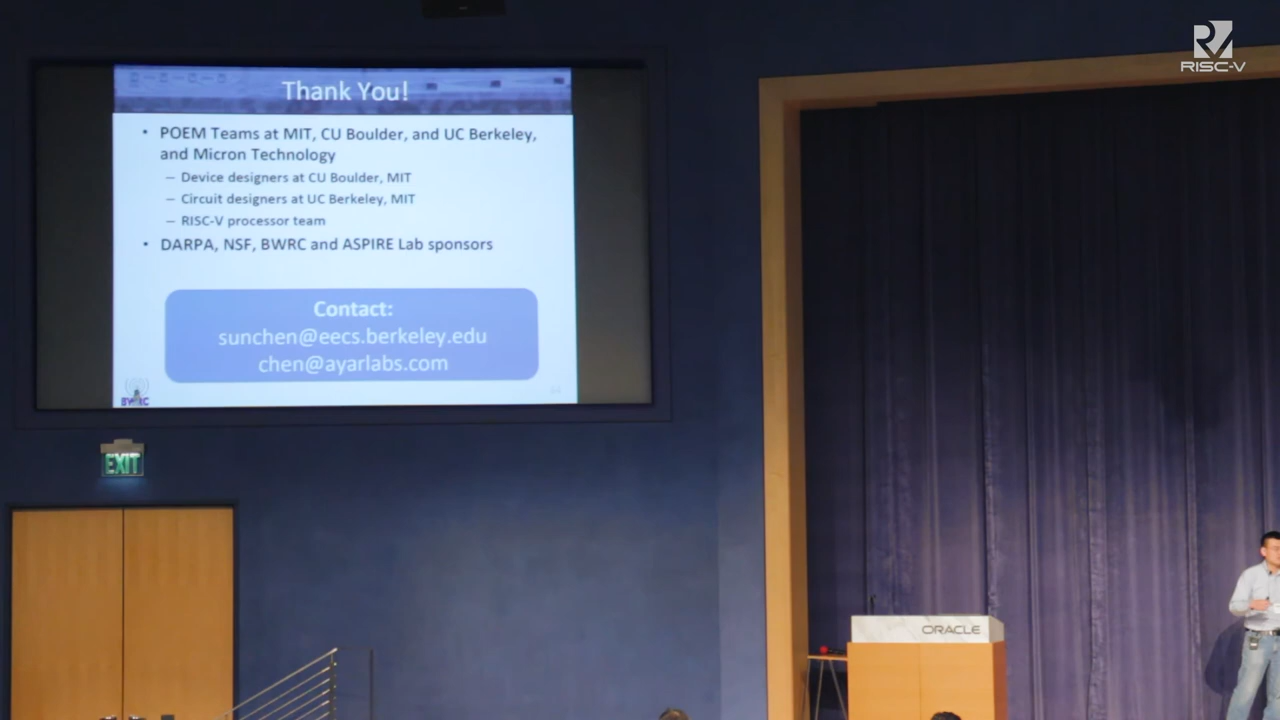 RISC-V
Thank You!
• POEM Teams at MIT, CU Boulder, and UC Berkeley,
and Micron Technology
– Device designers at CU Boulder, MIT
– Circuit designers at UC Berkeley, MIT
– RISC-V processor team
• DARPA, NSF, BWRC and ASPIRE Lab sponsors
Contact:
sunchen@eecs.berkeley.edu
chen@ayarlabs.com
BWRC
EXIT
ORACLE